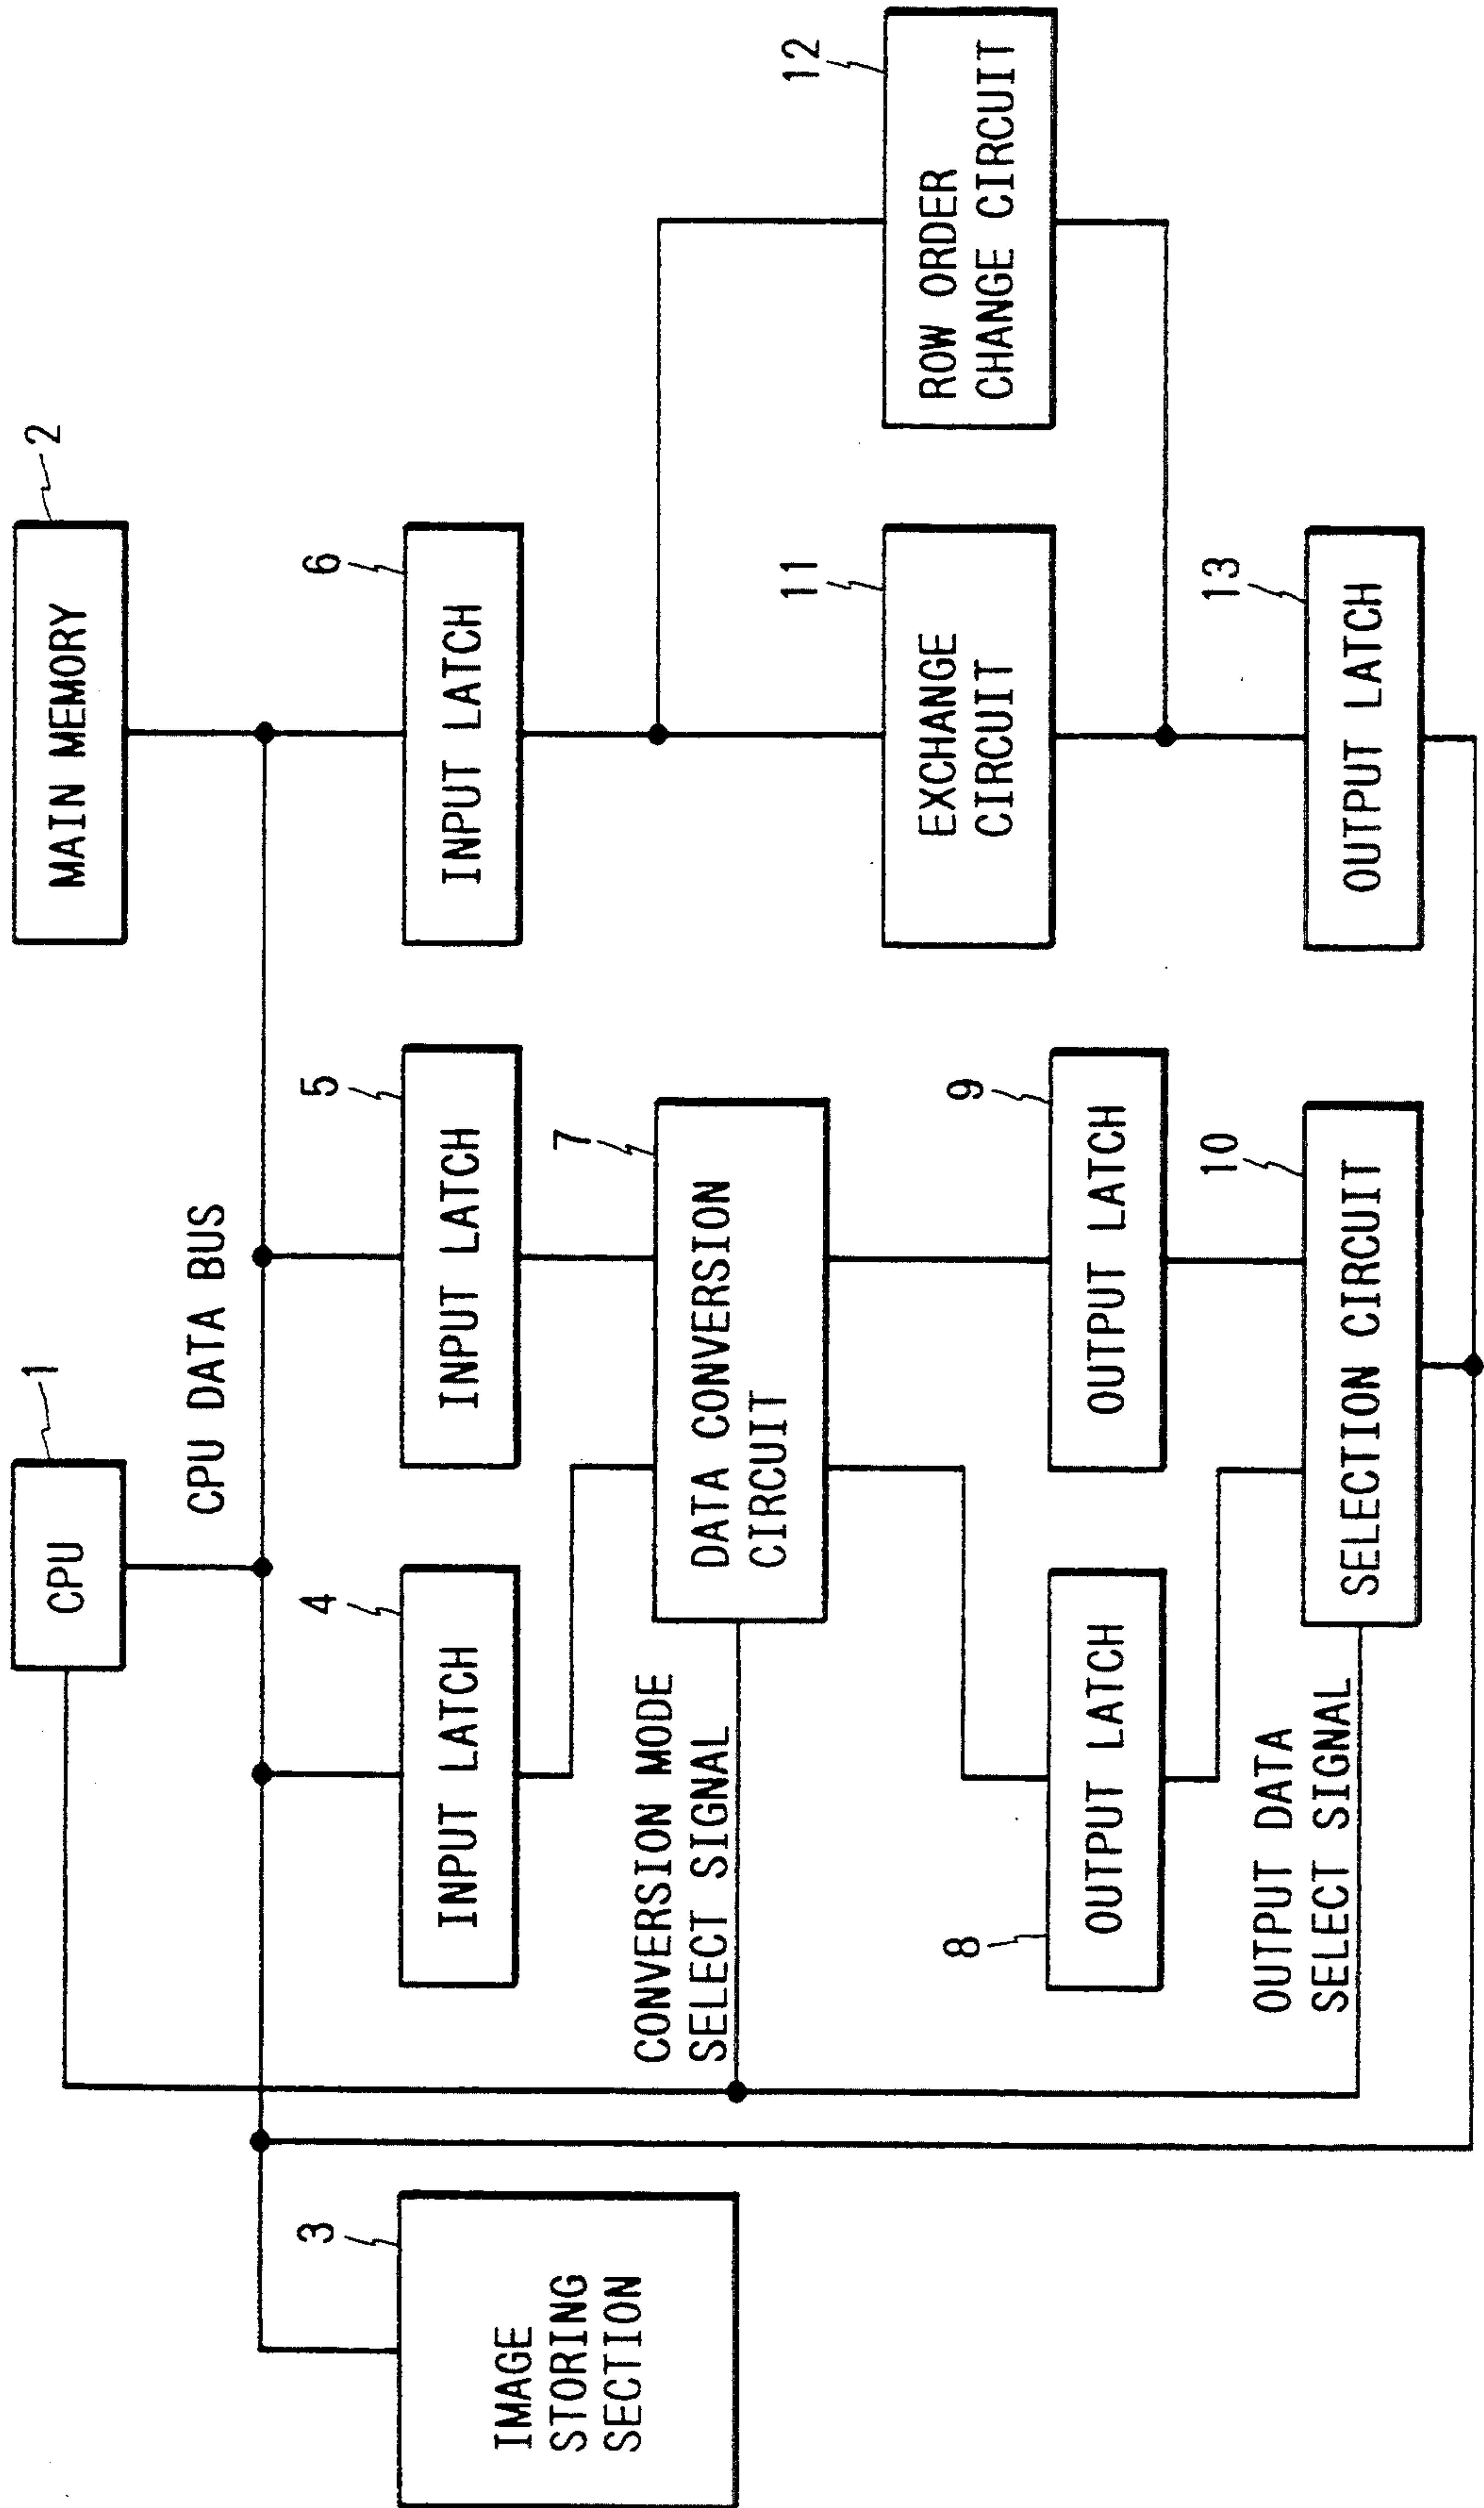 1
CPU
2
MAIN MEMORY
CPU DATA BUS
3
IMAGE
STORING
SECTION
4
INPUT LATCH
5
INPUT LATCH
6
INPUT LATCH
CONVERSION MODE
SELECT SIGNAL
7
DATA CONVERSION
CIRCUIT
8
OUTPUT LATCH
9
OUTPUT LATCH
11
EXCHANGE
CIRCUIT
12
ROW ORDER
CHANGE CIRCUIT
OUTPUT DATA
SELECT SIGNAL
10
SELECTION CIRCUIT
13
OUTPUT LATCH